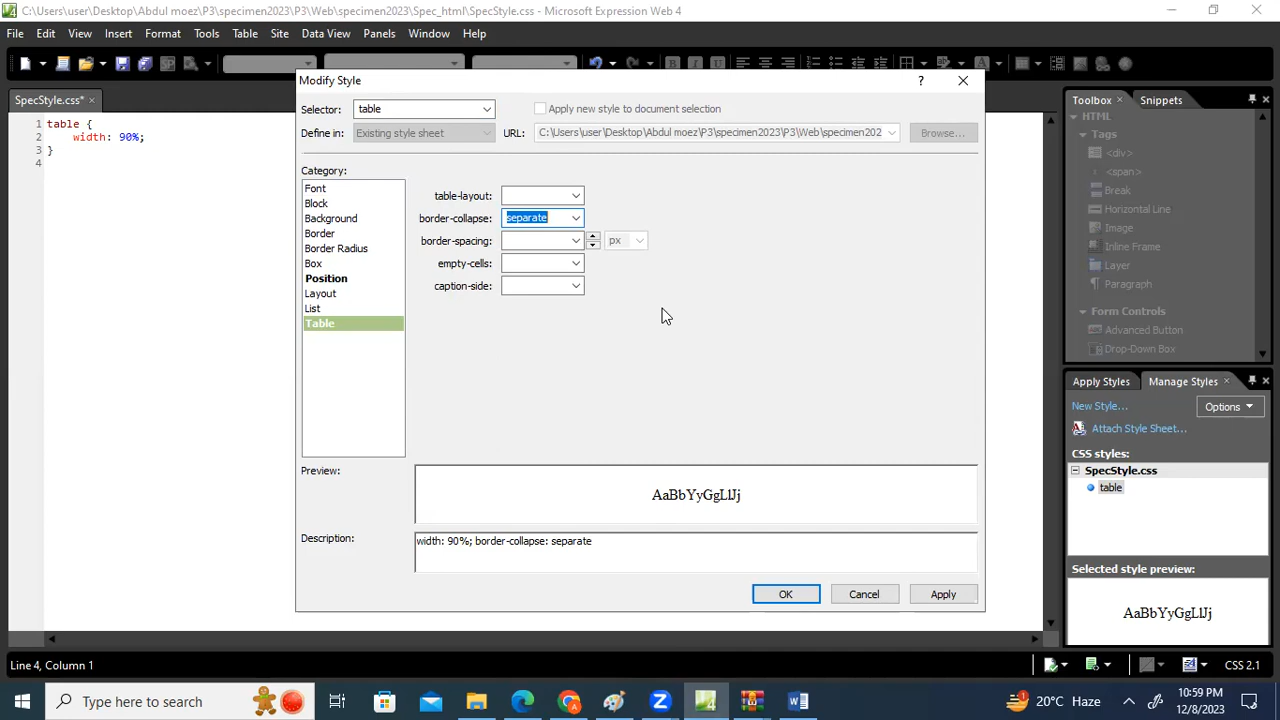 C:\Users\user\Desktop\Abdul moez\P3\specimen2023\P3\Web\specimen2023\Spec_html\SpecStyle.css - Microsoft Expression Web 4
File Edit View Insert Format Tools Table Site Data View Panels Window Help
Modify Style
SpecStyle.css*
Toolbox Snippets
Selector: table Apply new style to document selection
Define in: Existing style sheet URL: C:\Users\user\Desktop\Abdul moez\P3\specimen2023\P3\Web\specimen202 Browse...
1 table {
2 width: 90%;
3 }
4
Category:
Font
Block
Background
Border
Border Radius
Box
Position
Layout
List
Table
table-layout:
border-collapse: separate
border-spacing: px
empty-cells:
caption-side:
Preview:
AaBbYyGgLlJj
Description:
width: 90%; border-collapse: separate
OK Cancel Apply
HTML
Tags
<div>
<span>
Break
Horizontal Line
Image
Inline Frame
Layer
Paragraph
Form Controls
Advanced Button
Drop-Down Box
Apply Styles Manage Styles
New Style... Options
Attach Style Sheet...
CSS styles:
SpecStyle.css
table
Selected style preview:
AaBbYyGgLlJj
Line 4, Column 1
CSS 2.1
Type here to search
20°C Haze
10:59 PM
12/8/2023